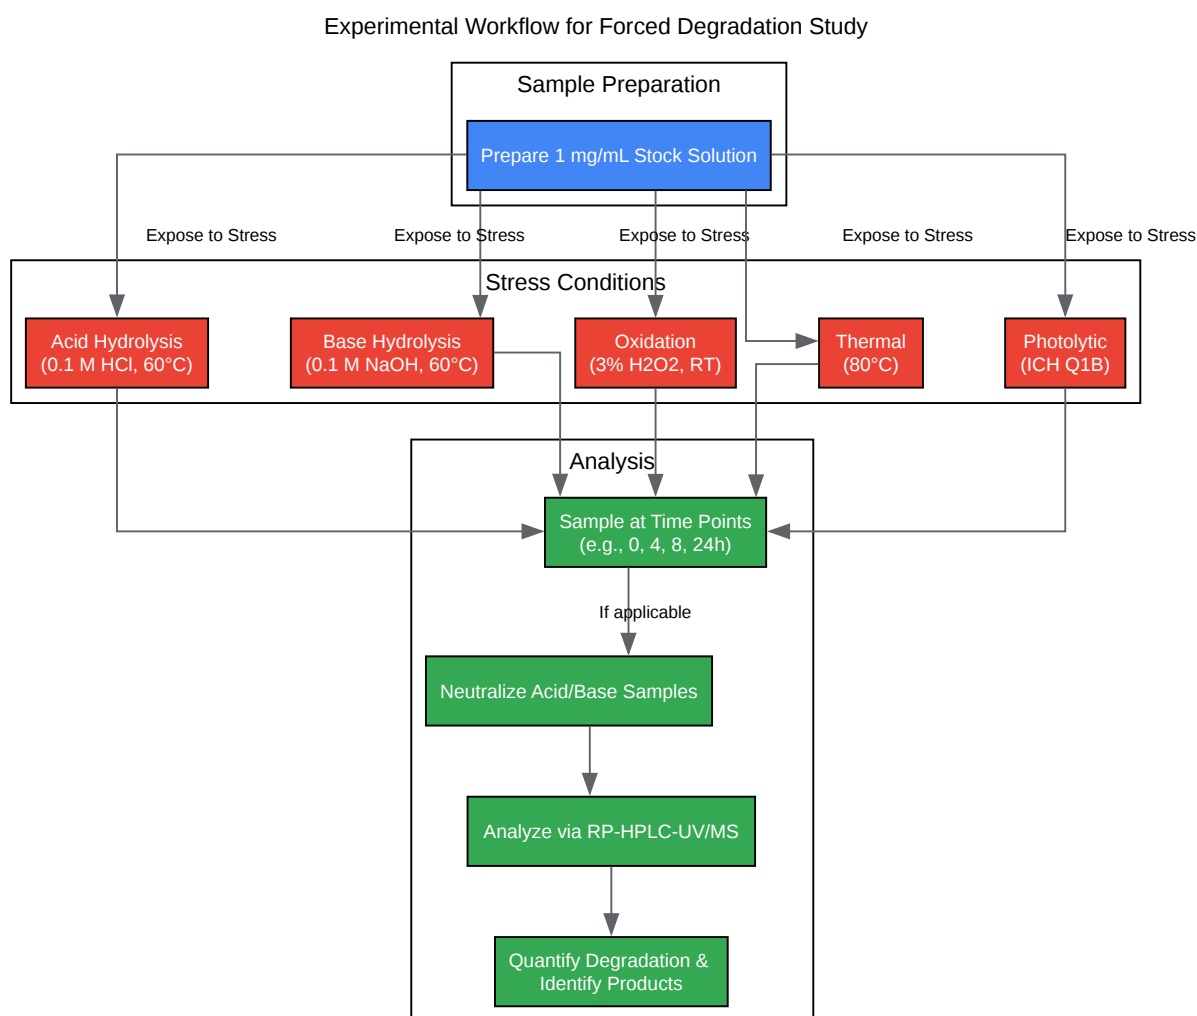 Experimental Workflow for Forced Degradation Study
Sample Preparation
Prepare 1 mg/mL Stock Solution
Expose to Stress
Expose to Stress
Expose to Stress
Expose to Stress
Expose to Stress
Stress Conditions
Acid Hydrolysis
(0.1 M HCl, 60°C)
Base Hydrolysis
(0.1 M NaOH, 60°C)
Oxidation
(3% H2O2, RT)
Thermal
(80°C)
Photolytic
(ICH Q1B)
Analysis
Sample at Time Points
(e.g., 0, 4, 8, 24h)
If applicable
Neutralize Acid/Base Samples
Analyze via RP-HPLC-UV/MS
Quantify Degradation &
Identify Products